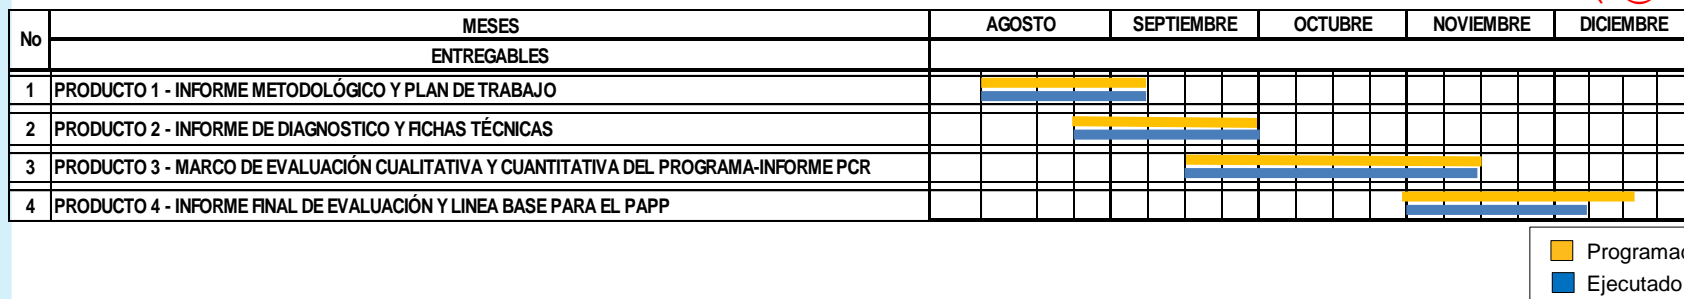 No MESES AGOSTO SEPTIEMBRE OCTUBRE NOVIEMBRE DICIEMBRE
ENTREGABLES
1 PRODUCTO 1 - INFORME METODOLÓGICO Y PLAN DE TRABAJO
2 PRODUCTO 2 - INFORME DE DIAGNOSTICO Y FICHAS TÉCNICAS
3 PRODUCTO 3 - MARCO DE EVALUACIÓN CUALITATIVA Y CUANTITATIVA DEL PROGRAMA-INFORME PCR
4 PRODUCTO 4 - INFORME FINAL DE EVALUACIÓN Y LINEA BASE PARA EL PAPP
Programac
Ejecutado